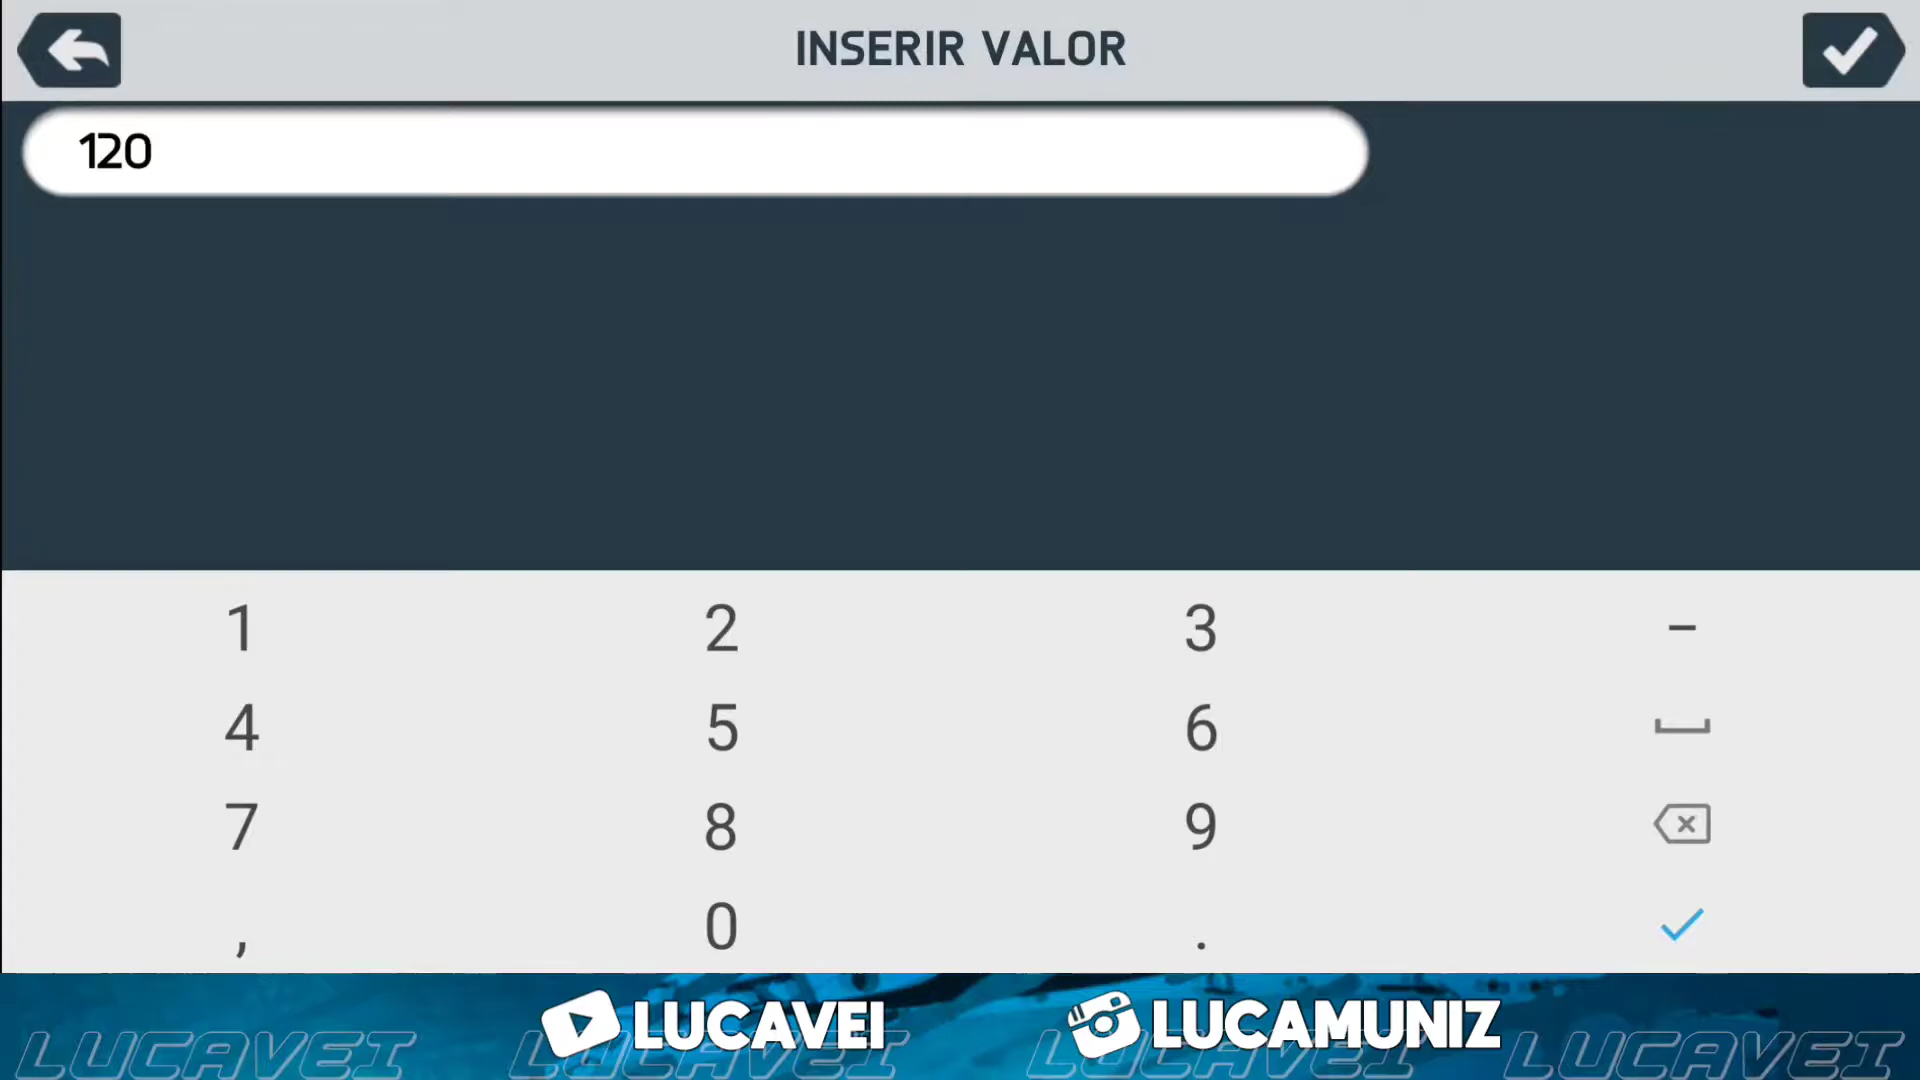 INSERIR VALOR
120
1 2 3 –
4 5 6
7 8 9
, 0 .
LUCAVEI LUCAMUNIZ
LUCAVEI LUCAVEI LUCAVEI LUCAVEI